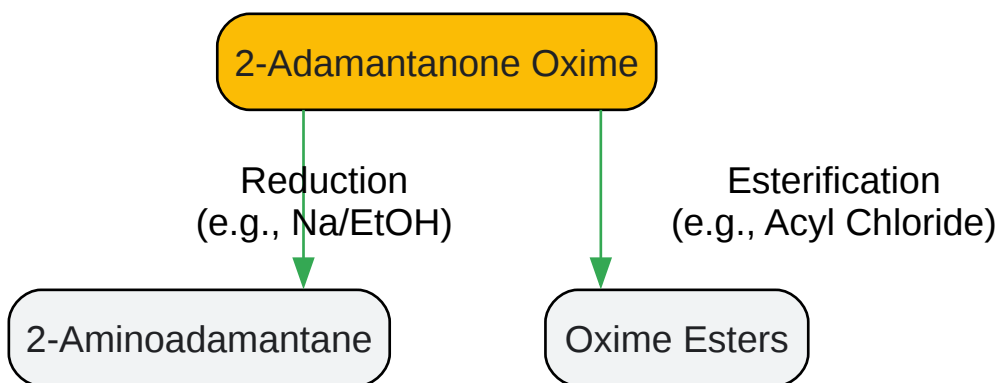 2-Adamantanone Oxime
Reduction
(e.g., Na/EtOH)
Esterification
(e.g., Acyl Chloride)
2-Aminoadamantane
Oxime Esters